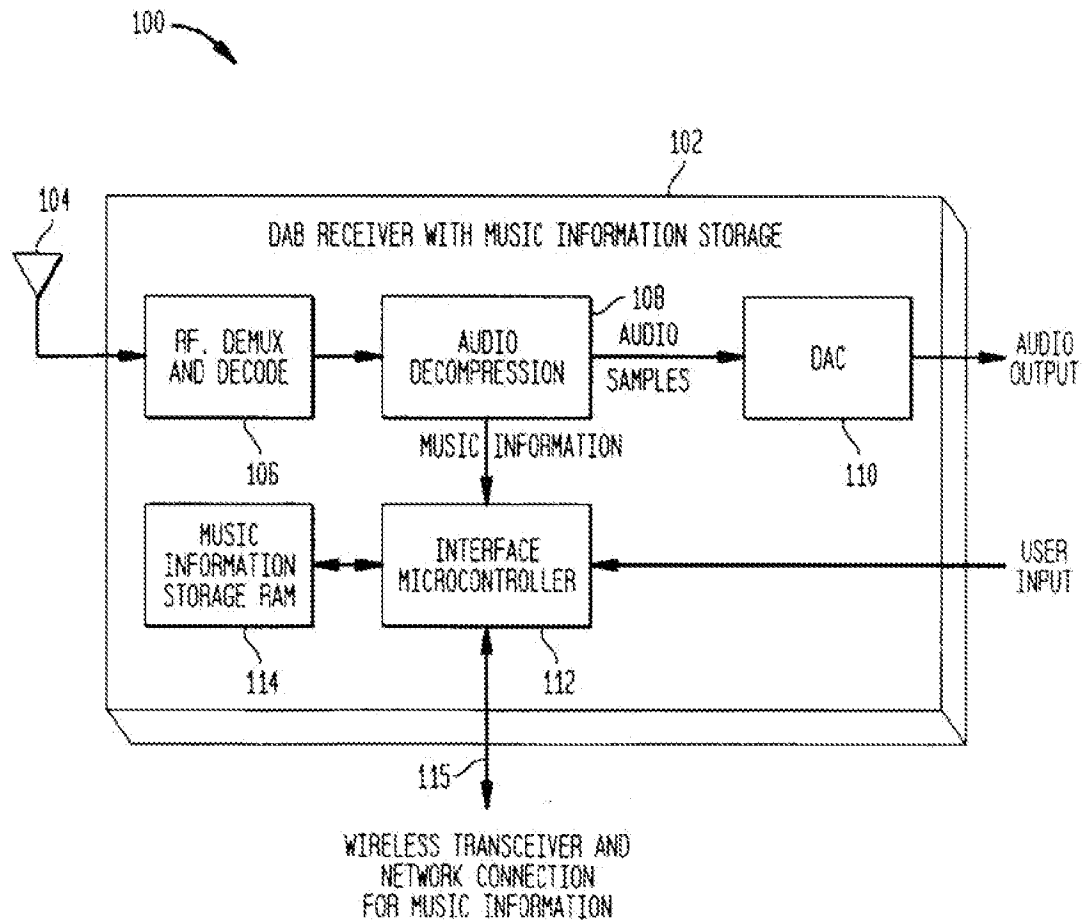 100
102
104
DAB RECEIVER WITH MUSIC INFORMATION STORAGE
RF. DEMUX
AND DECODE
106
AUDIO
DECOMPRESSION
108
AUDIO
SAMPLES
DAC
110
AUDIO
OUTPUT
MUSIC INFORMATION
MUSIC
INFORMATION
STORAGE RAM
114
INTERFACE
MICROCONTROLLER
112
USER
INPUT
115
WIRELESS TRANSCEIVER AND
NETWORK CONNECTION
FOR MUSIC INFORMATION